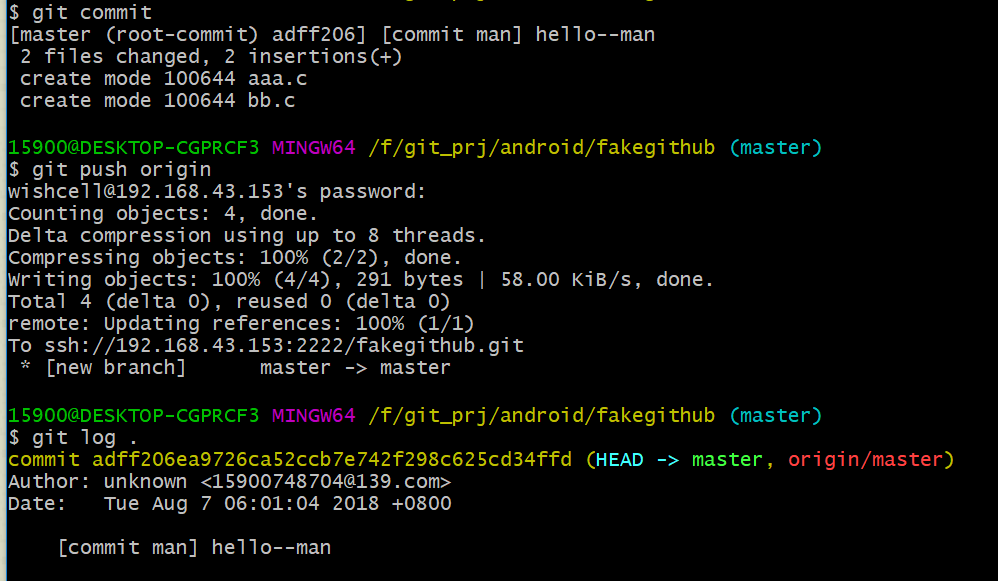 $ git commit
[master (root-commit) adff206] [commit man] hello--man
 2 files changed, 2 insertions(+)
 create mode 100644 aaa.c
 create mode 100644 bb.c
15900@DESKTOP-CGPRCF3 MINGW64 /f/git_prj/android/fakegithub (master)
$ git push origin
wishcell@192.168.43.153's password:
Counting objects: 4, done.
Delta compression using up to 8 threads.
Compressing objects: 100% (2/2), done.
Writing objects: 100% (4/4), 291 bytes | 58.00 KiB/s, done.
Total 4 (delta 0), reused 0 (delta 0)
remote: Updating references: 100% (1/1)
To ssh://192.168.43.153:2222/fakegithub.git
 * [new branch]      master -> master
15900@DESKTOP-CGPRCF3 MINGW64 /f/git_prj/android/fakegithub (master)
$ git log .
commit adff206ea9726ca52ccb7e742f298c625cd34ffd (HEAD -> master, origin/master)
Author: unknown <15900748704@139.com>
Date:   Tue Aug 7 06:01:04 2018 +0800
    [commit man] hello--man